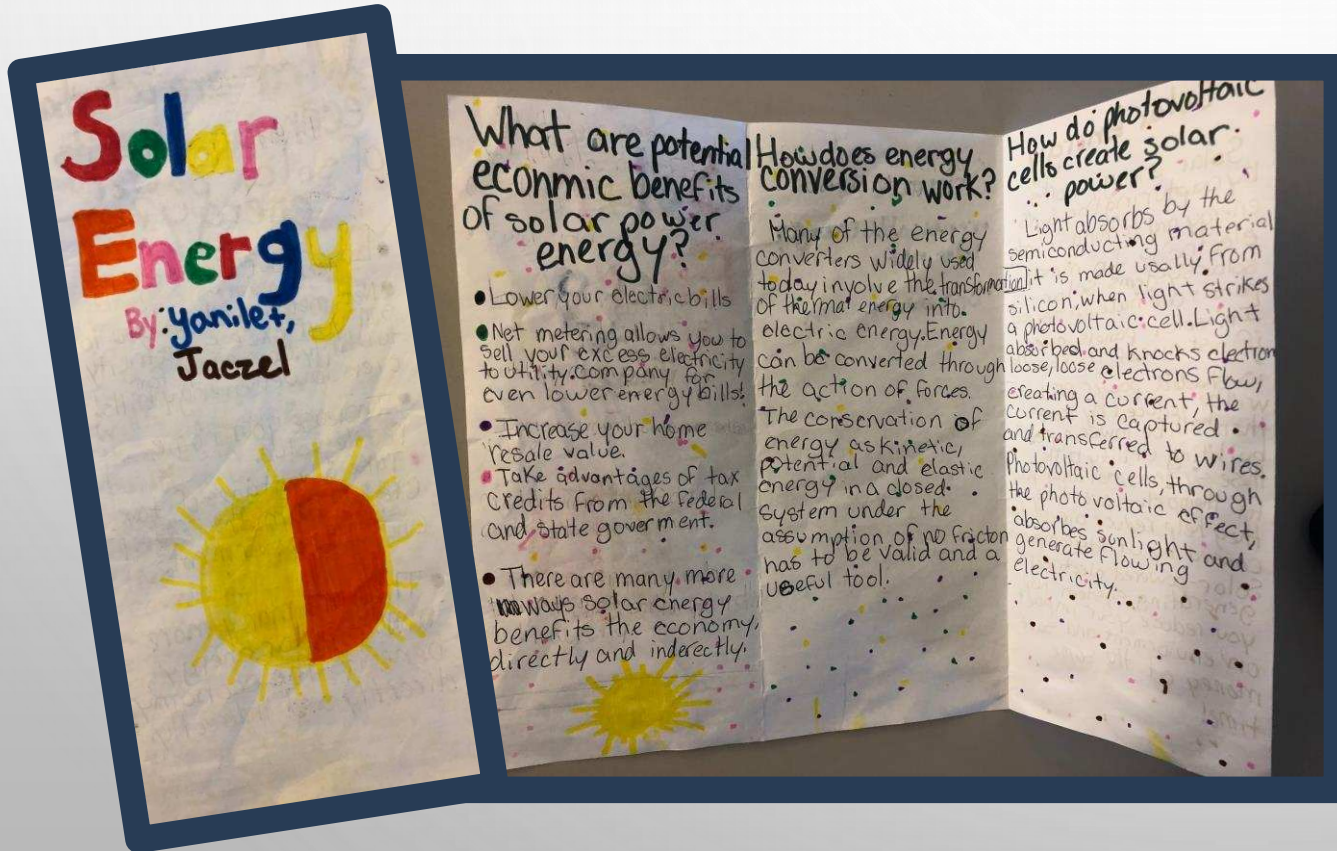 Solar
Energy
By: Yanilet,
Jaczel
What are potential
econmic benefits
of solar power
energy?
• Lower your electric bills
• Net metering allows you to
sell your excess electricity
to utility company for
even lower energy bills!
• Increase your home
resale value.
• Take advantages of tax
credits from the federal
and state goverment.
• There are many more
ways solar energy
benefits the economy,
directly and inderectly.
How does energy
conversion work?
Many of the energy
converters widely used
today involve the transformation
of thermal energy into
electric energy. Energy
can be converted through
the action of forces.
The conservation of
energy as kinetic,
potential and elastic
energy in a closed
system under the
assumption of no fricton
has to be valid and a
useful tool.
How do photovoltaic
cells create solar
power?
Light absorbs by the
semiconducting material
it is made usally from
silicon. when light strikes
a photovoltaic cell. Light
absorbed and knocks electron
loose, loose electrons flow,
creating a current, the
current is captured
and transferred to wires.
Photovoltaic cells, through
the photo voltaic effect,
absorbes sunlight and
generate flowing
electricity.